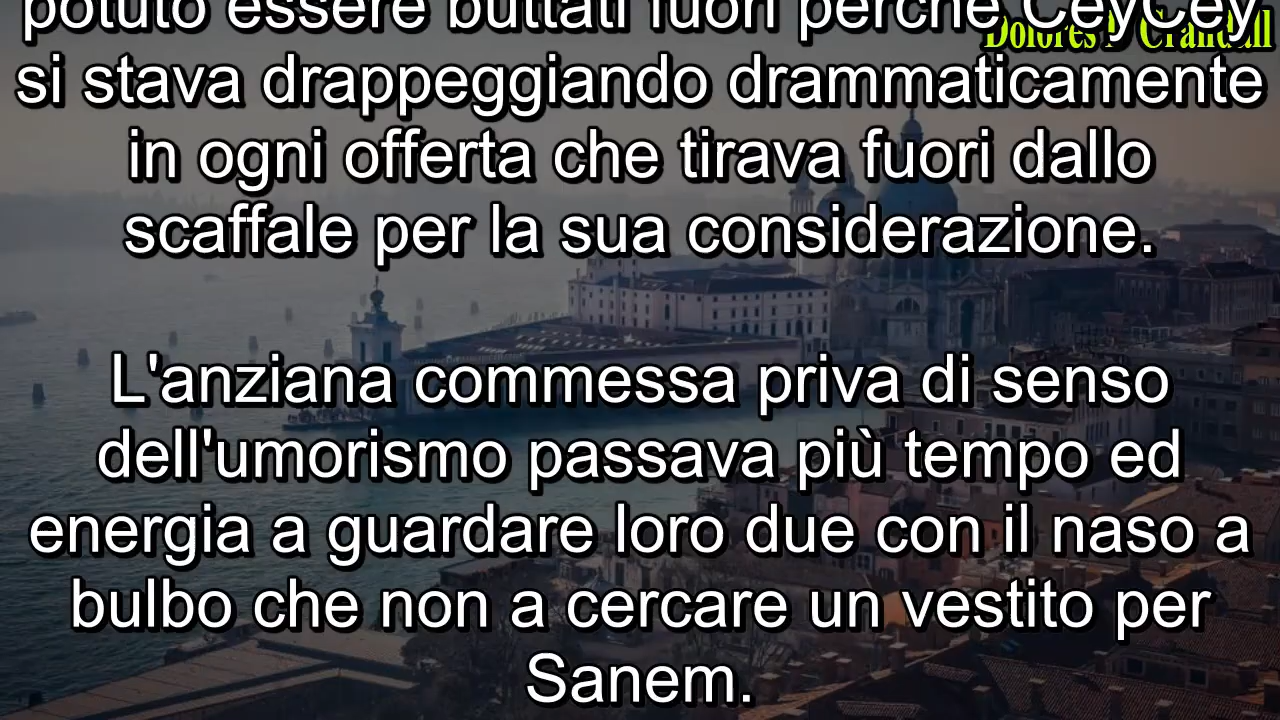 potuto essere buttati fuori perché CeyCey
si stava drappeggiando drammaticamente
in ogni offerta che tirava fuori dallo
scaffale per la sua considerazione.
L'anziana commessa priva di senso
dell'umorismo passava più tempo ed
energia a guardare loro due con il naso a
bulbo che non a cercare un vestito per
Sanem.
Dolores